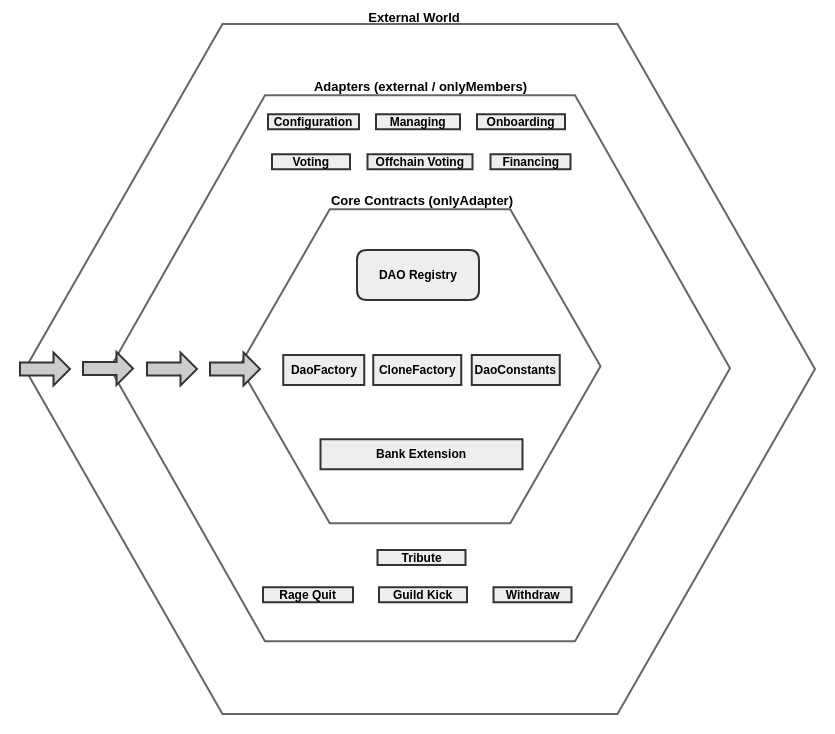 External World
Adapters (external / onlyMembers)
Configuration
Managing
Onboarding
Voting
Offchain Voting
Financing
Core Contracts (onlyAdapter)
DAO Registry
DaoFactory
CloneFactory
DaoConstants
Bank Extension
Tribute
Rage Quit
Guild Kick
Withdraw